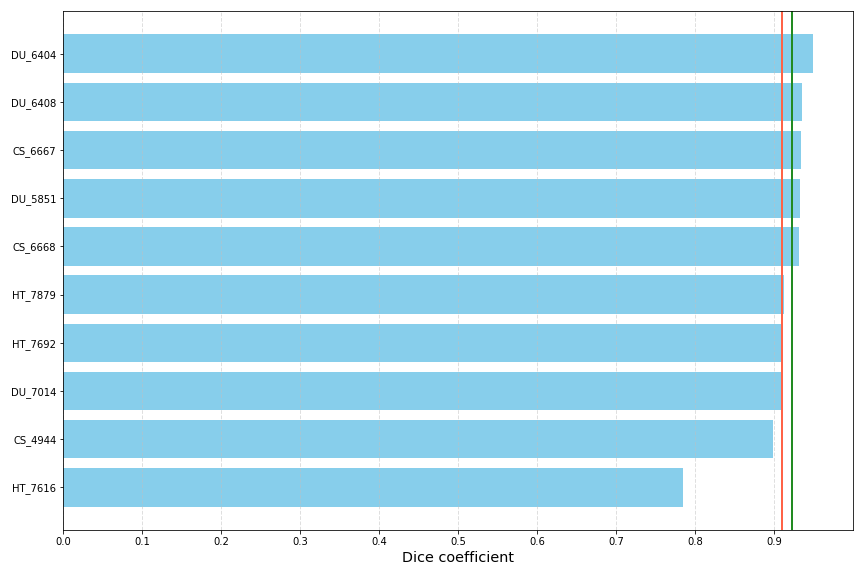 DU_6404
DU_6408
CS_6667
DU_5851
CS_6668
HT_7879
HT_7692
DU_7014
CS_4944
HT_7616
0.0 0.1 0.2 0.3 0.4 0.5 0.6 0.7 0.8 0.9
Dice coefficient